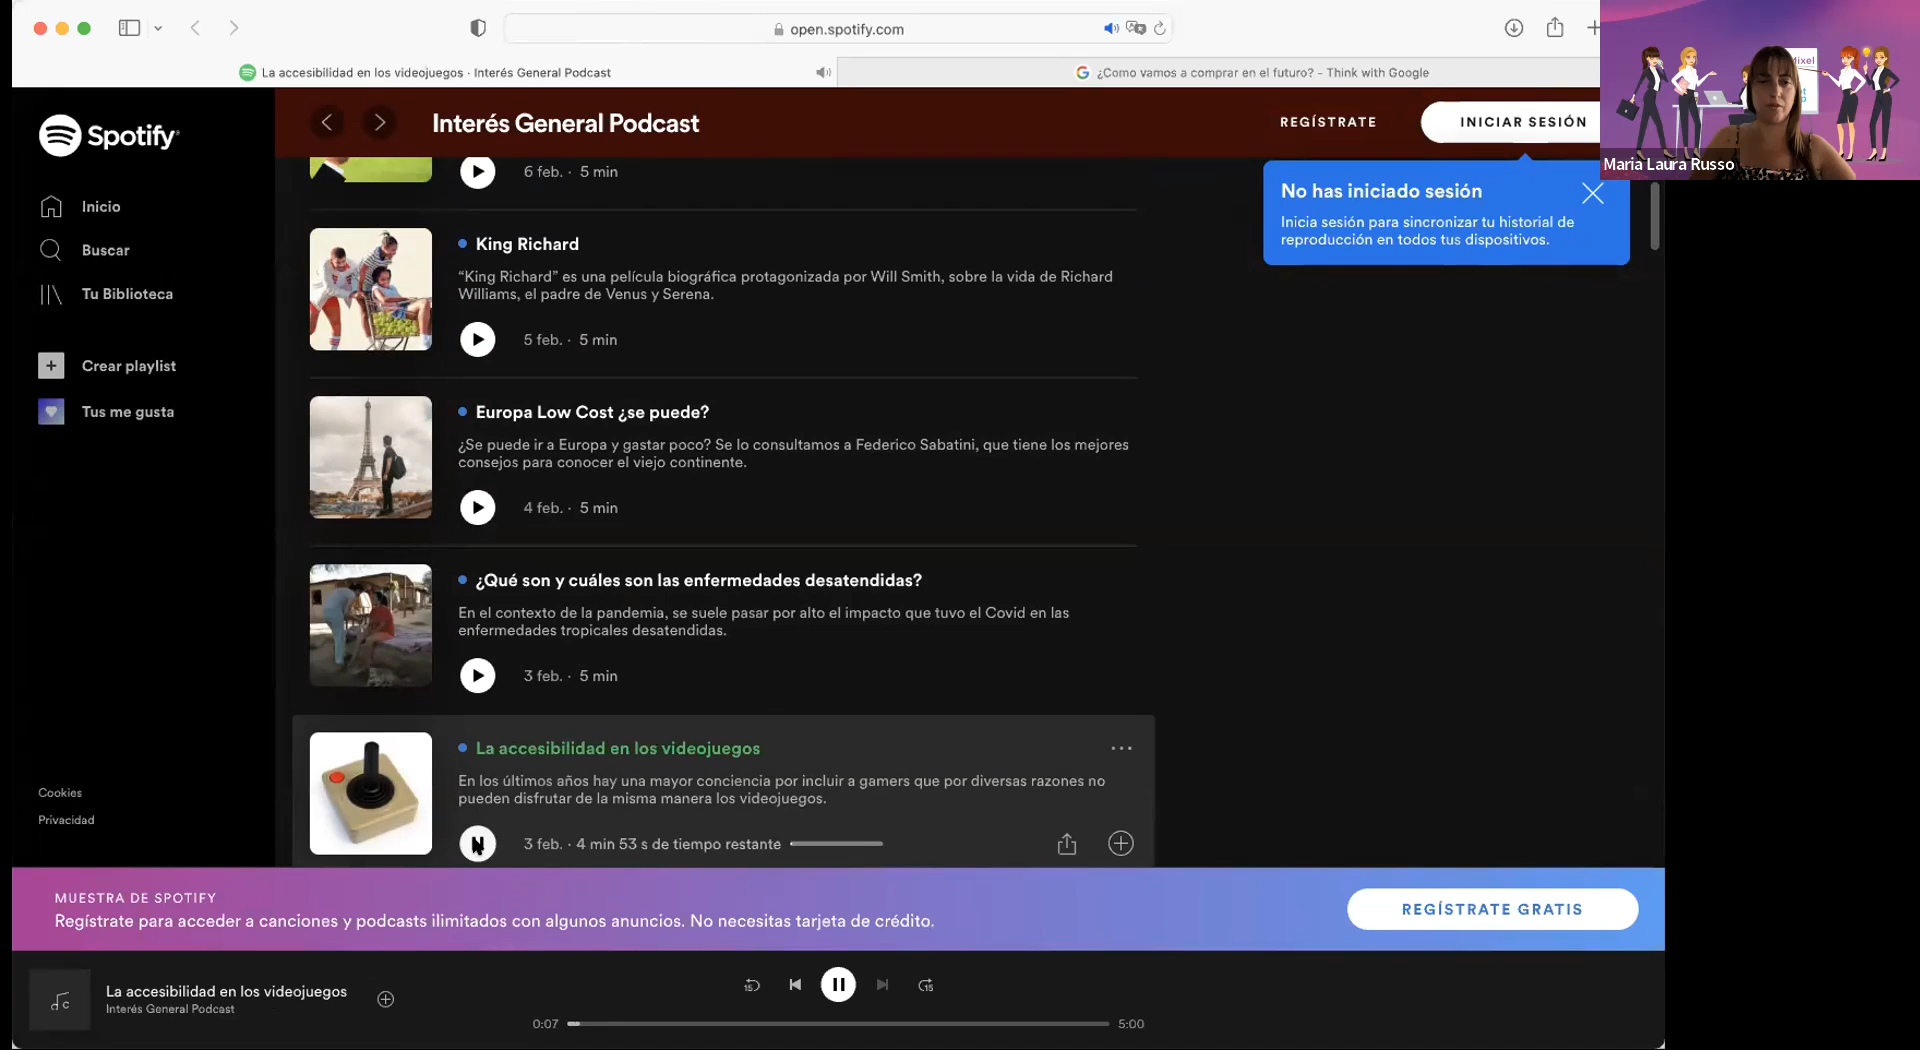 open.spotify.com
La accesibilidad en los videojuegos · Interés General Podcast
¿Como vamos a comprar en el futuro? - Think with Google
Mixel
Maria Laura Russo
Spotify
Inicio
Buscar
Tu Biblioteca
Crear playlist
Tus me gusta
Cookies
Privacidad
Interés General Podcast
REGÍSTRATE
INICIAR SESIÓN
No has iniciado sesión
Inicia sesión para sincronizar tu historial de
reproducción en todos tus dispositivos.
6 feb. · 5 min
King Richard
“King Richard” es una película biográfica protagonizada por Will Smith, sobre la vida de Richard
Williams, el padre de Venus y Serena.
5 feb. · 5 min
Europa Low Cost ¿se puede?
¿Se puede ir a Europa y gastar poco? Se lo consultamos a Federico Sabatini, que tiene los mejores
consejos para conocer el viejo continente.
4 feb. · 5 min
¿Qué son y cuáles son las enfermedades desatendidas?
En el contexto de la pandemia, se suele pasar por alto el impacto que tuvo el Covid en las
enfermedades tropicales desatendidas.
3 feb. · 5 min
La accesibilidad en los videojuegos
En los últimos años hay una mayor conciencia por incluir a gamers que por diversas razones no
pueden disfrutar de la misma manera los videojuegos.
3 feb. · 4 min 53 s de tiempo restante
MUESTRA DE SPOTIFY
Regístrate para acceder a canciones y podcasts ilimitados con algunos anuncios. No necesitas tarjeta de crédito.
REGÍSTRATE GRATIS
La accesibilidad en los videojuegos
Interés General Podcast
15
15
0:07
5:00